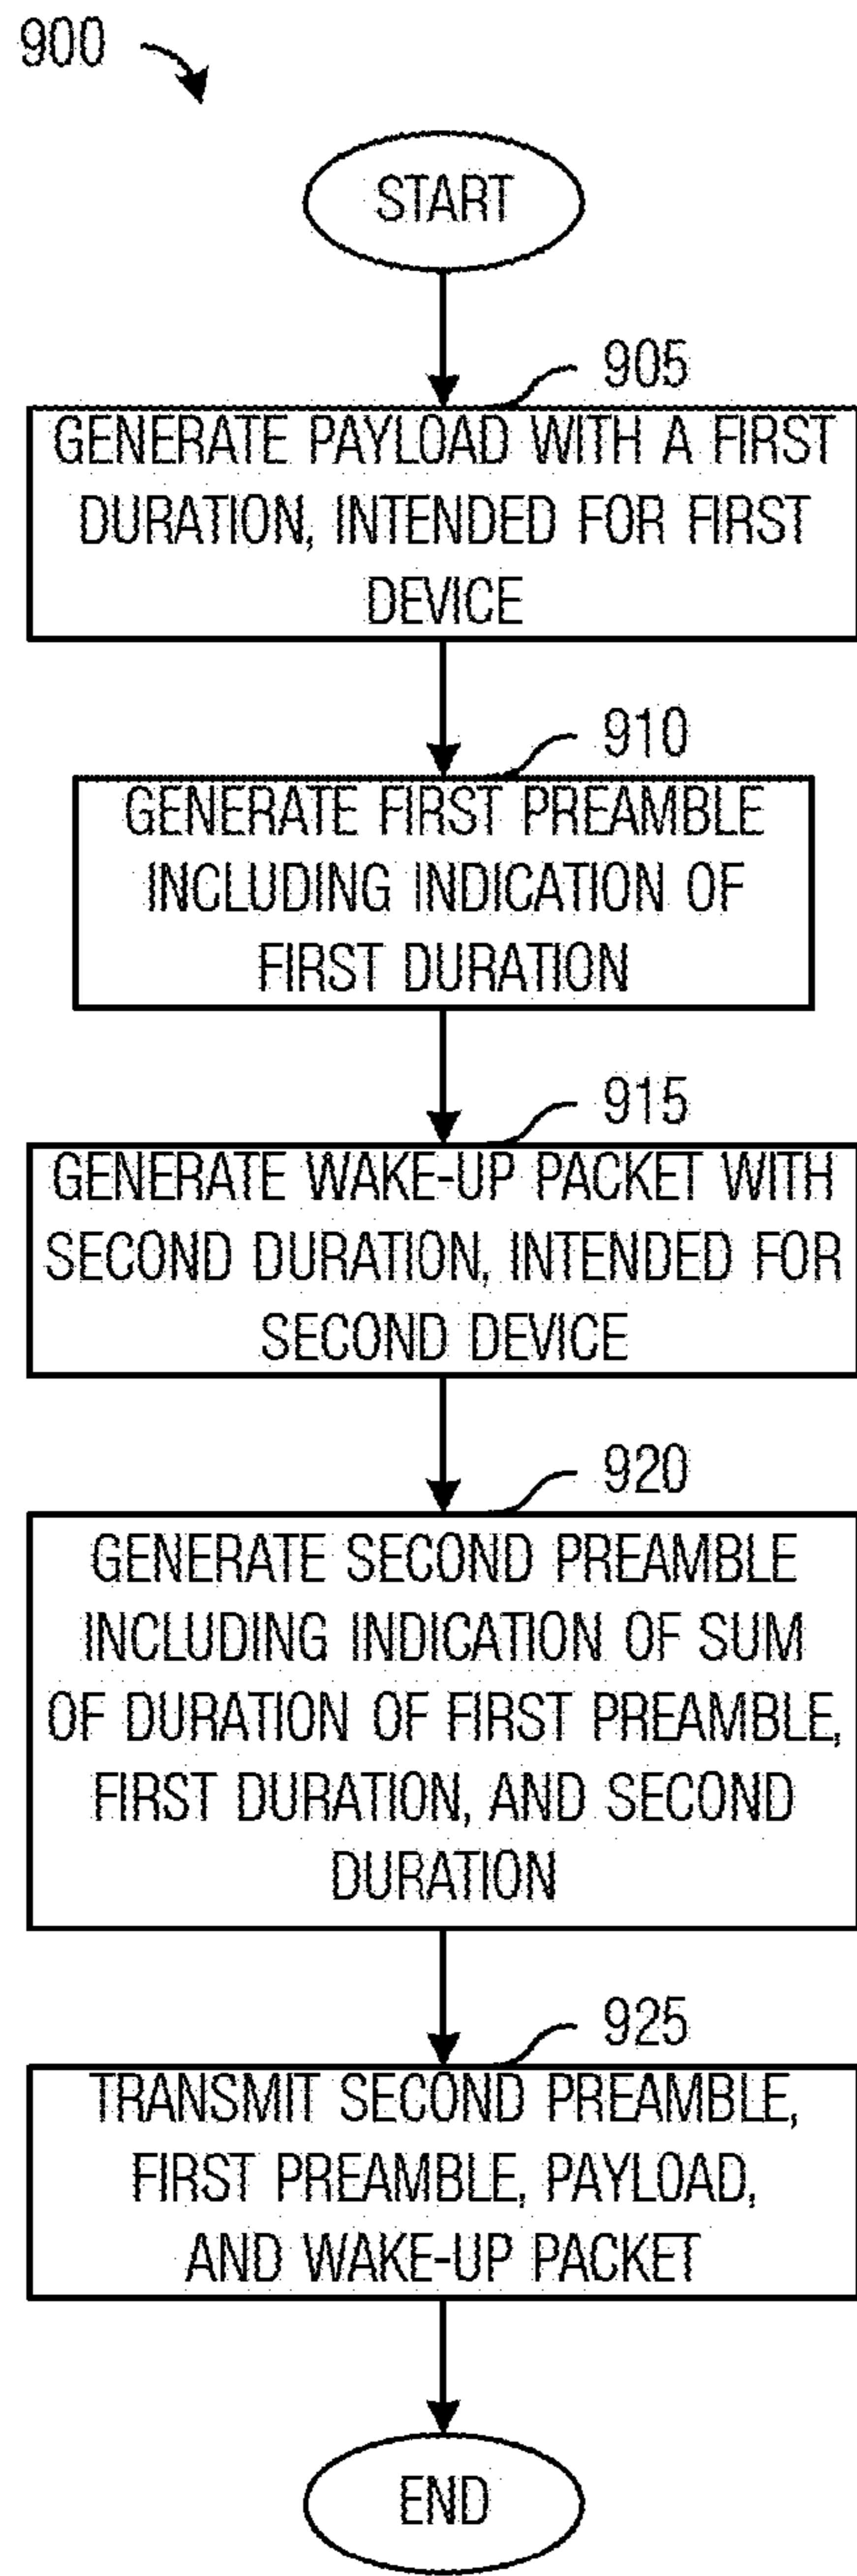 900
START
905
GENERATE PAYLOAD WITH A FIRST
DURATION, INTENDED FOR FIRST
DEVICE
910
GENERATE FIRST PREAMBLE
INCLUDING INDICATION OF
FIRST DURATION
915
GENERATE WAKE-UP PACKET WITH
SECOND DURATION, INTENDED FOR
SECOND DEVICE
920
GENERATE SECOND PREAMBLE
INCLUDING INDICATION OF SUM
OF DURATION OF FIRST PREAMBLE,
FIRST DURATION, AND SECOND
DURATION
925
TRANSMIT SECOND PREAMBLE,
FIRST PREAMBLE, PAYLOAD,
AND WAKE-UP PACKET
END